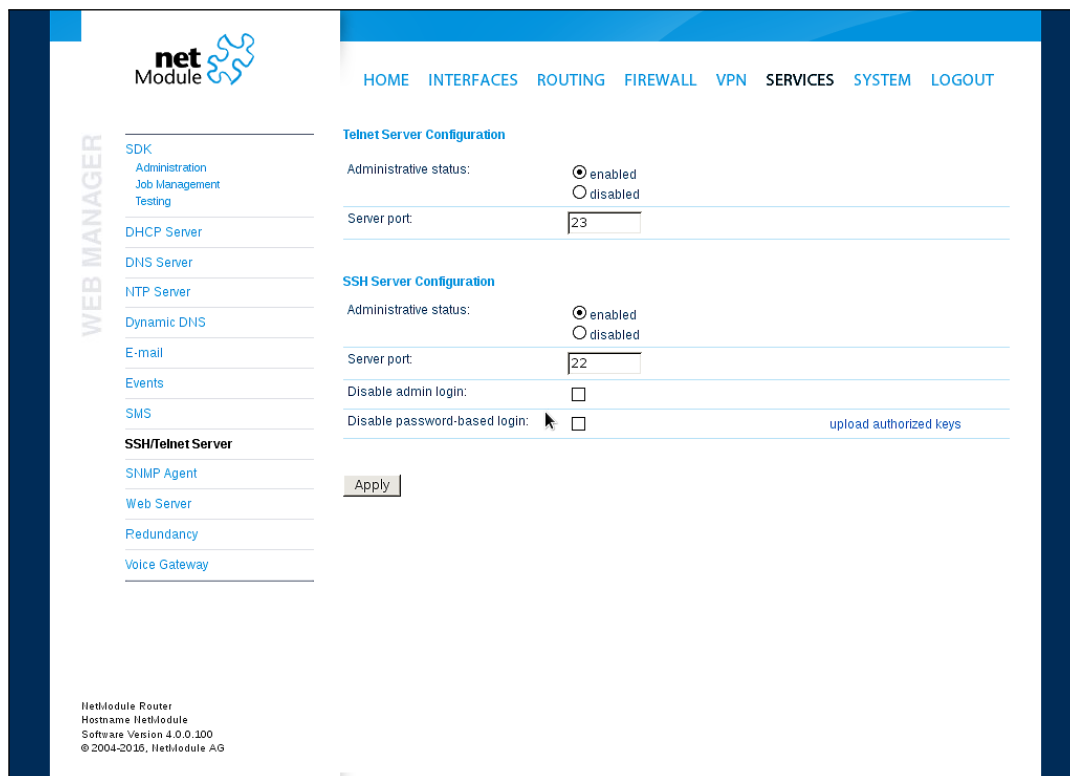 net
Module
HOME INTERFACES ROUTING FIREWALL VPN SERVICES SYSTEM LOGOUT
WEB MANAGER
SDK
Administration
Job Management
Testing
DHCP Server
DNS Server
NTP Server
Dynamic DNS
E-mail
Events
SMS
SSH/Telnet Server
SNMP Agent
Web Server
Redundancy
Voice Gateway
Telnet Server Configuration
Administrative status:
enabled
disabled
Server port:
23
SSH Server Configuration
Administrative status:
enabled
disabled
Server port:
22
Disable admin login:
Disable password-based login:
upload authorized keys
Apply
NetModule Router
Hostname NetModule
Software Version 4.0.0.100
© 2004-2016, NetModule AG